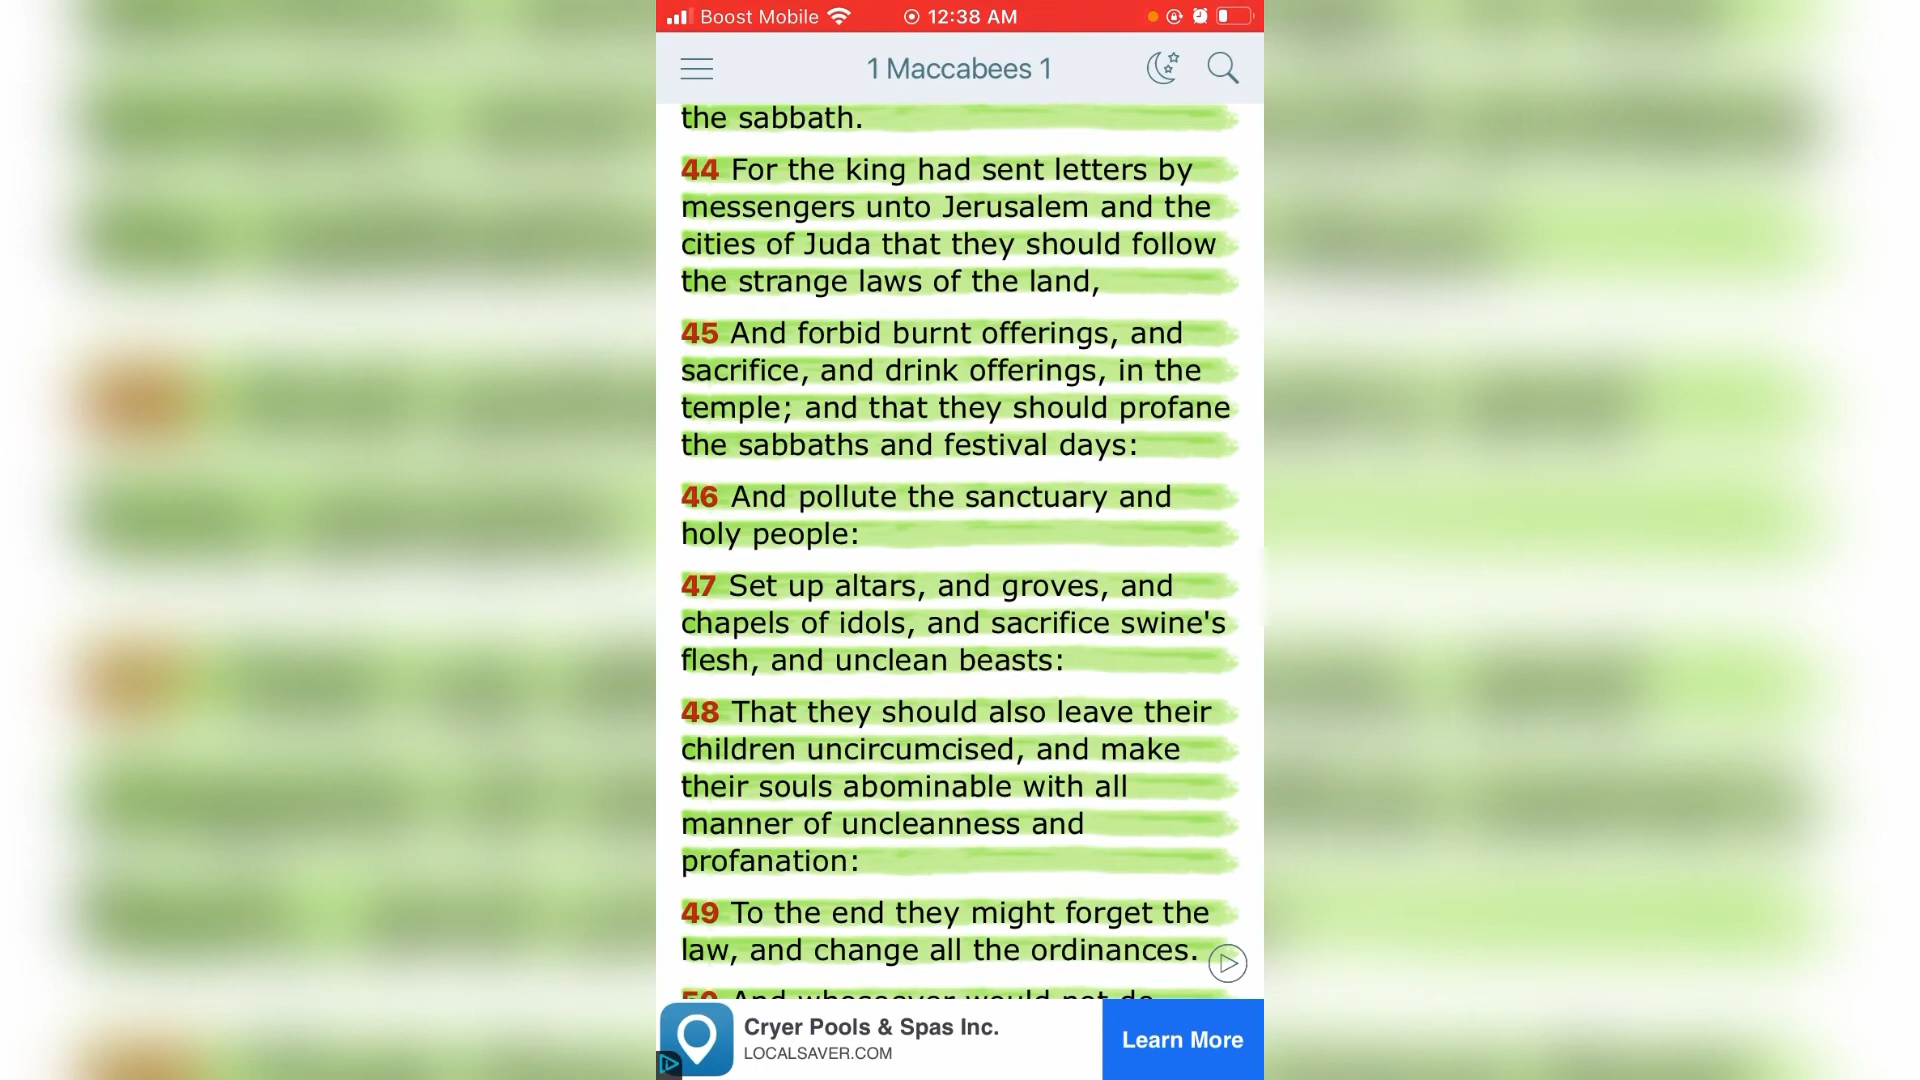 Boost Mobile
12:38 AM
1 Maccabees 1
the sabbath.
44 For the king had sent letters by
messengers unto Jerusalem and the
cities of Juda that they should follow
the strange laws of the land,
45 And forbid burnt offerings, and
sacrifice, and drink offerings, in the
temple; and that they should profane
the sabbaths and festival days:
46 And pollute the sanctuary and
holy people:
47 Set up altars, and groves, and
chapels of idols, and sacrifice swine's
flesh, and unclean beasts:
48 That they should also leave their
children uncircumcised, and make
their souls abominable with all
manner of uncleanness and
profanation:
49 To the end they might forget the
law, and change all the ordinances.
50 And whosoever would not do
Cryer Pools & Spas Inc.
LOCALSAVER.COM
Learn More